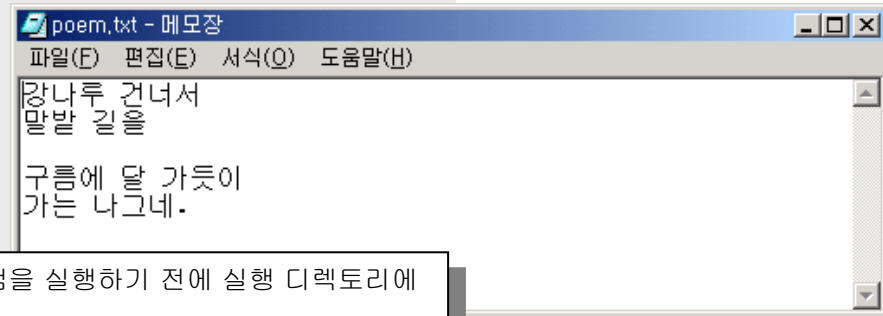 poem.txt - 메모장
파일(F) 편집(E) 서식(O) 도움말(H)
강나루 건너서
말발 길을
구름에 달 가듯이
가는 나그네.
을 실행하기 전에 실행 디렉토리에